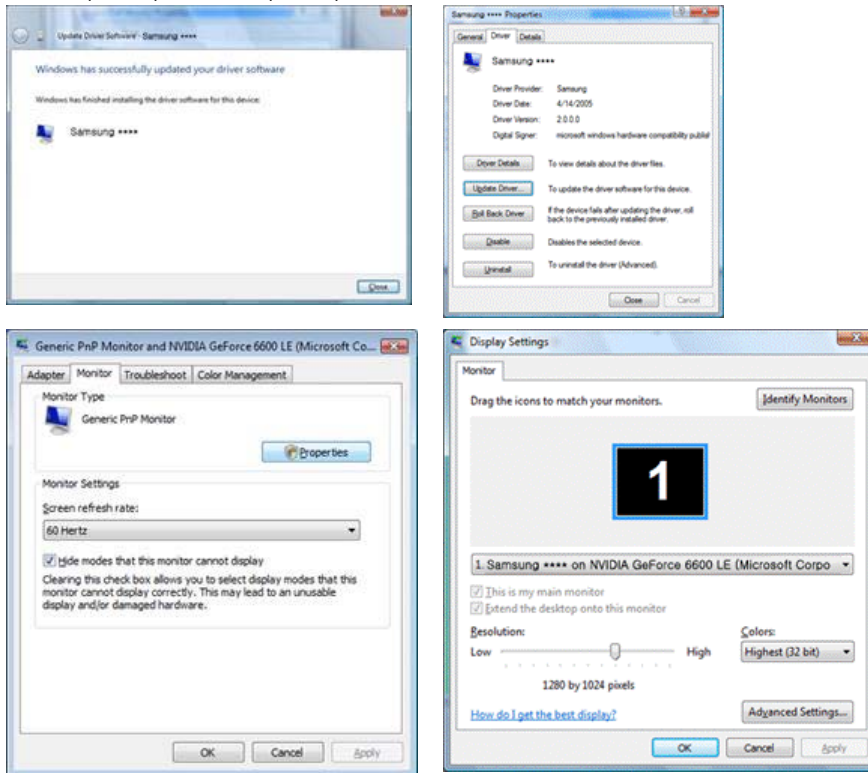 Update Driver Software - Samsung ****
Windows has successfully updated your driver software
Windows has finished installing the driver software for this device:
Samsung ****
Close
Samsung **** Properties
General Driver Details
Samsung ****
Driver Provider: Samsung
Driver Date: 4/14/2005
Driver Version: 2.0.0.0
Digital Signer: microsoft windows hardware compatibility publis
Driver Details To view details about the driver files.
Update Driver... To update the driver software for this device.
Roll Back Driver If the device fails after updating the driver, roll
back to the previously installed driver.
Disable Disables the selected device.
Uninstall To uninstall the driver (Advanced).
Close Cancel
Generic PnP Monitor and NVIDIA GeForce 6600 LE (Microsoft Co...
Adapter Monitor Troubleshoot Color Management
Monitor Type
Generic PnP Monitor
Properties
Monitor Settings
Screen refresh rate:
60 Hertz
Hide modes that this monitor cannot display
Clearing this check box allows you to select display modes that this
monitor cannot display correctly. This may lead to an unusable
display and/or damaged hardware.
OK Cancel Apply
Display Settings
Monitor
Drag the icons to match your monitors.
Identify Monitors
1
1. Samsung **** on NVIDIA GeForce 6600 LE (Microsoft Corpo
This is my main monitor
Extend the desktop onto this monitor
Resolution:
Colors:
Low High
Highest (32 bit)
1280 by 1024 pixels
How do I get the best display?
Advanced Settings...
OK Cancel Apply